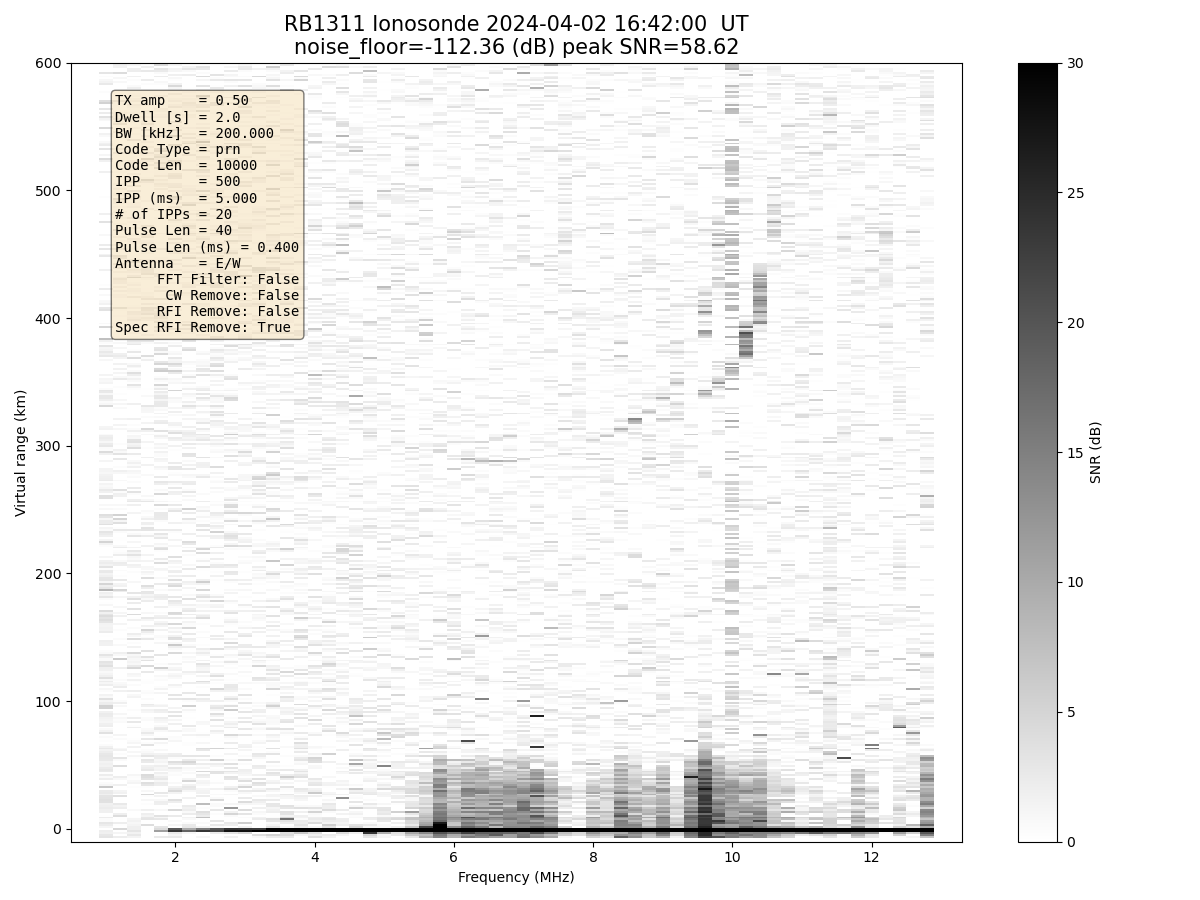 RB1311 Ionosonde 2024-04-02 16:42:00  UT
noise_floor=-112.36 (dB) peak SNR=58.62
TX amp    = 0.50
Dwell [s] = 2.0
BW [kHz]  = 200.000
Code Type = prn
Code Len  = 10000
IPP       = 500
IPP (ms)  = 5.000
# of IPPs = 20
Pulse Len = 40
Pulse Len (ms) = 0.400
Antenna   = E/W
FFT Filter: False
CW Remove: False
RFI Remove: False
Spec RFI Remove: True
Virtual range (km)
600
500
400
300
200
100
0
2 4 6 8 10 12
Frequency (MHz)
30
25
20
15
10
5
0
SNR (dB)